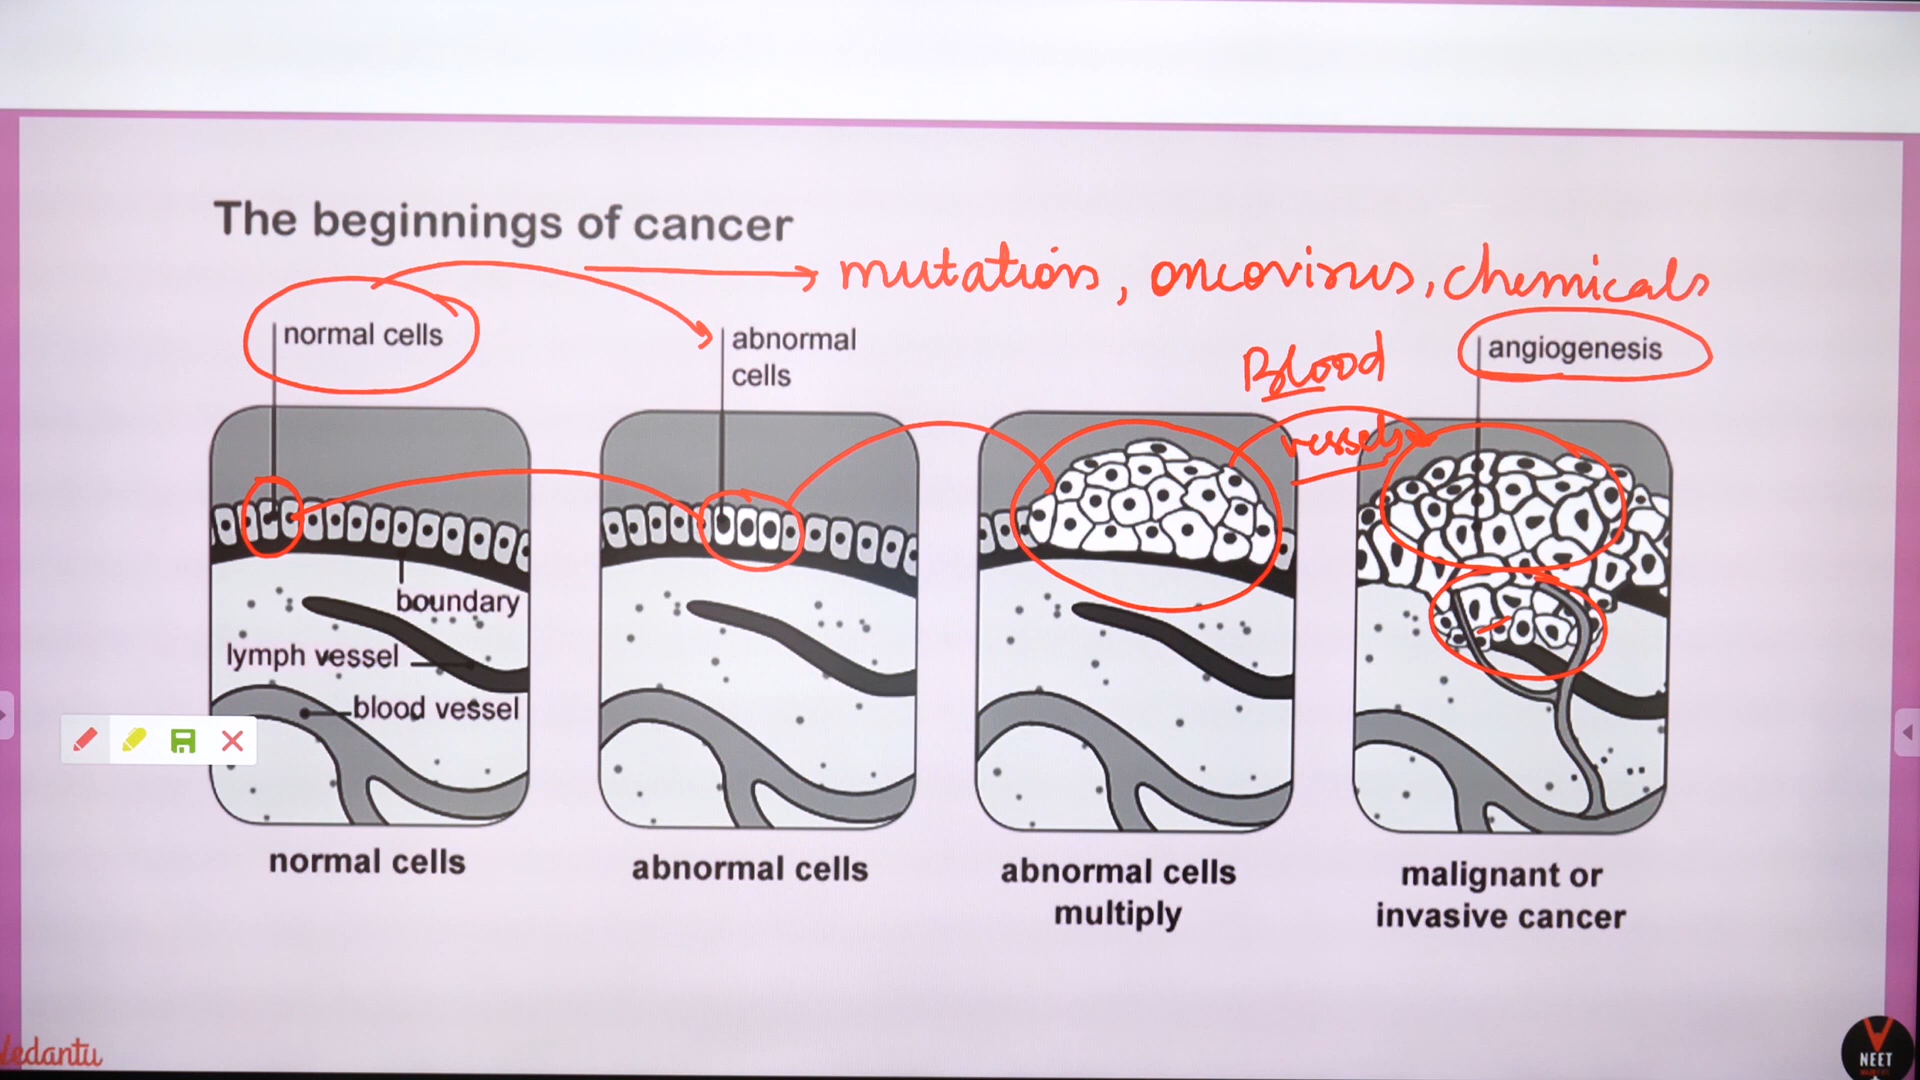 The beginnings of cancer
mutations, oncovirus, chemicals
normal cells
abnormal
cells
Blood
vessels
angiogenesis
boundary
lymph vessel
blood vessel
normal cells
abnormal cells
abnormal cells
multiply
malignant or
invasive cancer
Vedantu
NEET